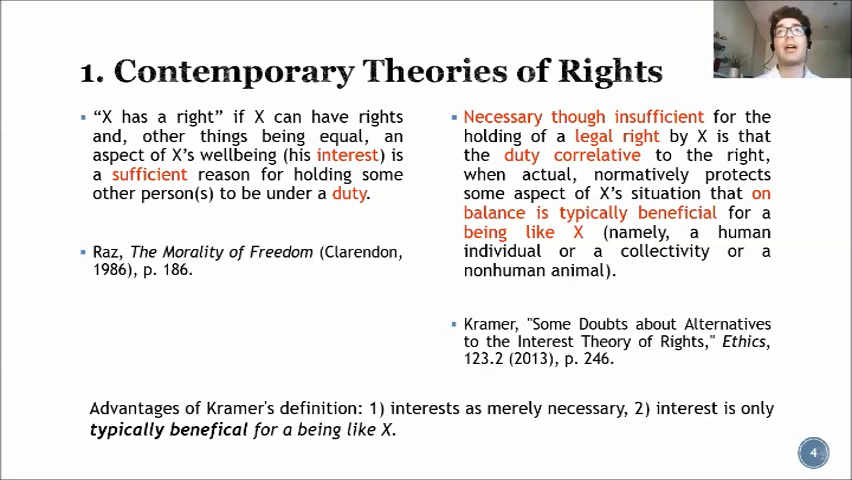 1. Contemporary Theories of Rights
▪ “X has a right” if X can have rights
and, other things being equal, an
aspect of X’s wellbeing (his interest) is
a sufficient reason for holding some
other person(s) to be under a duty.
▪ Raz, The Morality of Freedom (Clarendon,
1986), p. 186.
▪ Necessary though insufficient for the
holding of a legal right by X is that
the duty correlative to the right,
when actual, normatively protects
some aspect of X’s situation that on
balance is typically beneficial for a
being like X (namely, a human
individual or a collectivity or a
nonhuman animal).
▪ Kramer, "Some Doubts about Alternatives
to the Interest Theory of Rights," Ethics,
123.2 (2013), p. 246.
Advantages of Kramer's definition: 1) interests as merely necessary, 2) interest is only
typically benefical for a being like X.
4